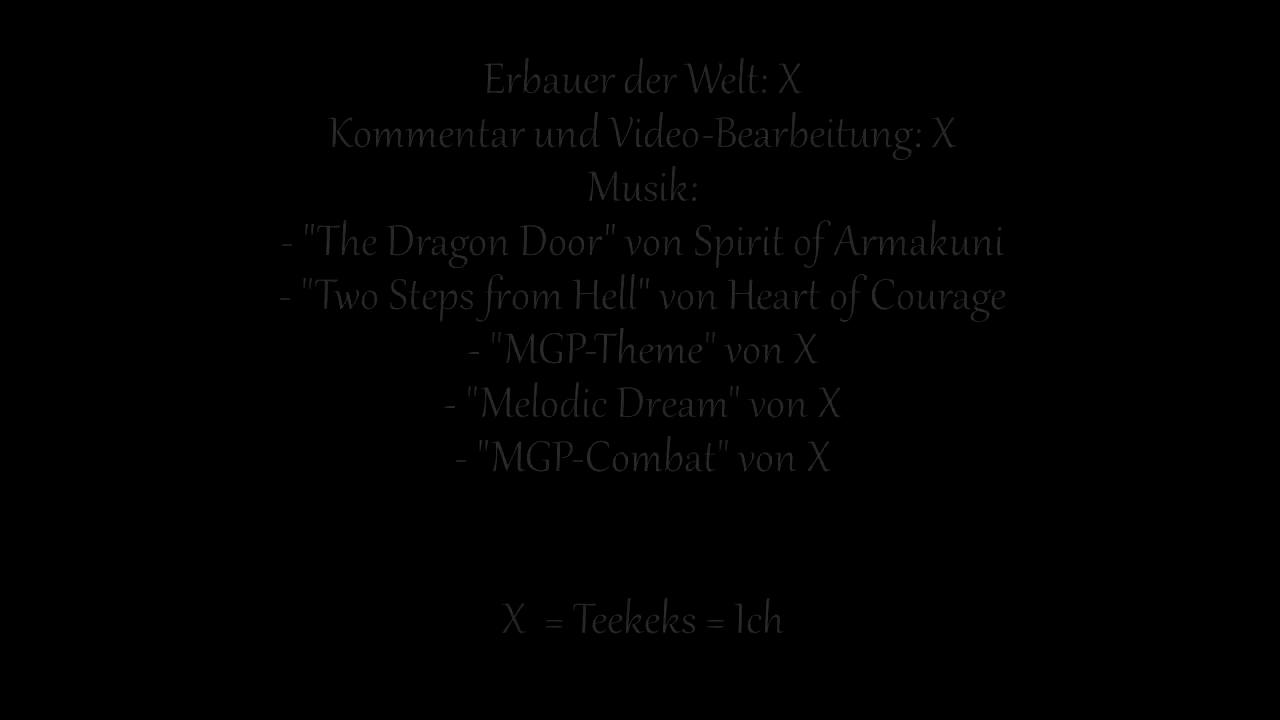 Erbauer der Welt: X
Kommentar und Video-Bearbeitung: X
Musik:
- "The Dragon Door" von Spirit of Armakuni
- "Two Steps from Hell" von Heart of Courage
- "MGP-Theme" von X
- "Melodic Dream" von X
- "MGP-Combat" von X
X = Teekeks = Ich